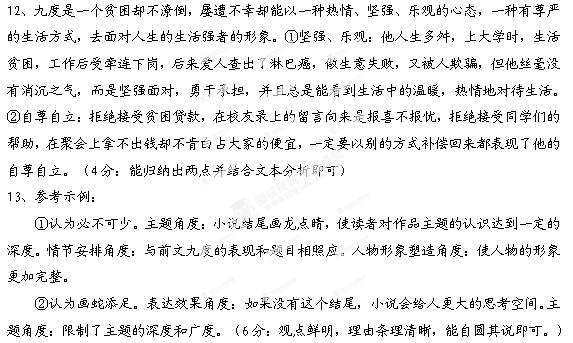 12、九度是一个贫困却不潦倒，屡遭不幸却能以一种热情、坚强、乐观的心态，一种有尊严
的生活方式，去面对人生的生活强者的形象。①坚强、乐观：他人生多舛，上大学时，生活
贫困，工作后受牵连下岗，后来爱人查出了淋巴癌，做生意失败，又被人欺骗，但他丝毫没
有消沉之气，而是坚强面对，勇于承担，并且总是能看到生活中的温暖，热情地对待生活。
②自尊自立：拒绝接受贫困贷款，在校友录上的留言向来是报喜不报忧，拒绝接受同学们的
帮助，在聚会上拿不出钱却不肯白占大家的便宜，一定要以别的方式补偿回来都表现了他的
自尊自立。（4分：能归纳出两点并结合文本分析即可）
13、参考示例：
①认为必不可少。主题角度：小说结尾画龙点睛，使读者对作品主题的认识达到一定的
深度。情节安排角度：与前文九度的表现和题目相照应。人物形象塑造角度：使人物的形象
更加完整。
②认为画蛇添足。表达效果角度：如果没有这个结尾，小说会给人更大的思考空间。主
题角度：限制了主题的深度和广度。（6分：观点鲜明，理由条理清晰，能自圆其说即可。）